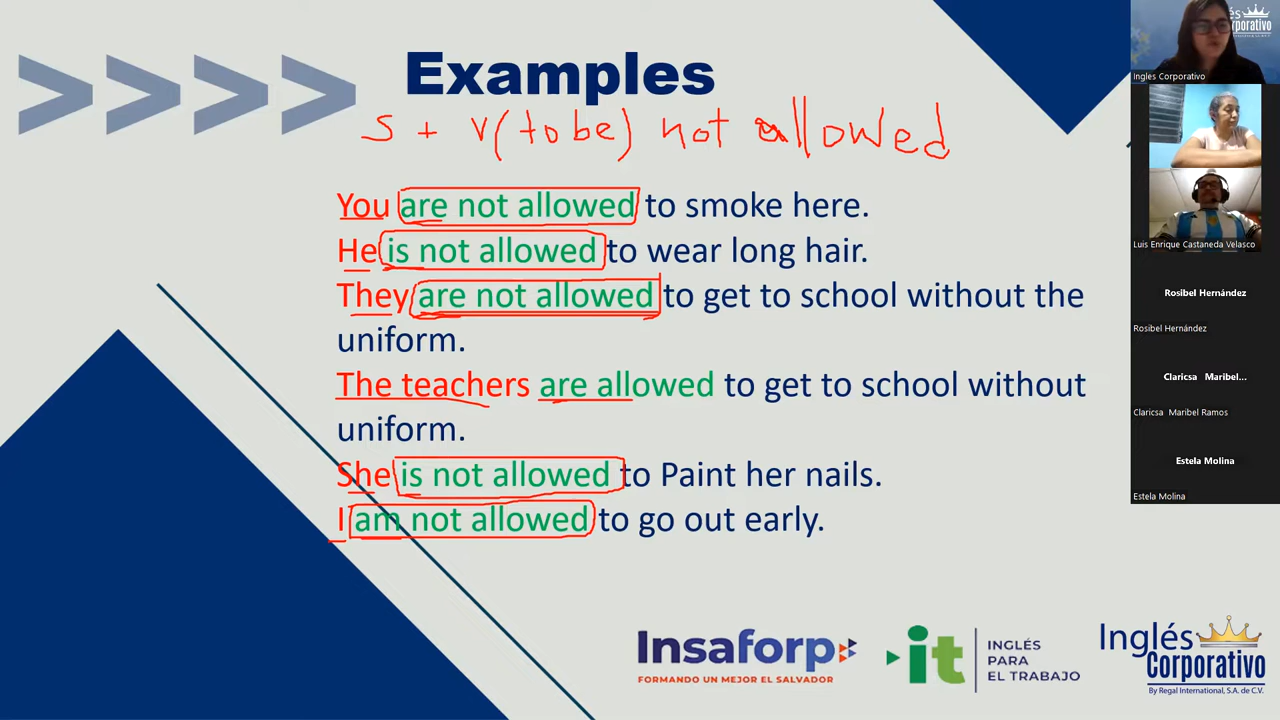 Examples
s + v(to be) not allowed
You are not allowed to smoke here.
He is not allowed to wear long hair.
They are not allowed to get to school without the
uniform.
The teachers are allowed to get to school without
uniform.
She is not allowed to Paint her nails.
I am not allowed to go out early.
Insaforp
FORMANDO UN MEJOR EL SALVADOR
it
INGLÉS
PARA
EL TRABAJO
Inglés
Corporativo
By Regal International, S.A. de C.V.
és
rporativo
Ingles Corporativo
Luis Enrique Castaneda Velasco
Rosibel Hernández
Rosibel Hernández
Claricsa Maribel...
Claricsa Maribel Ramos
Estela Molina
Estela Molina